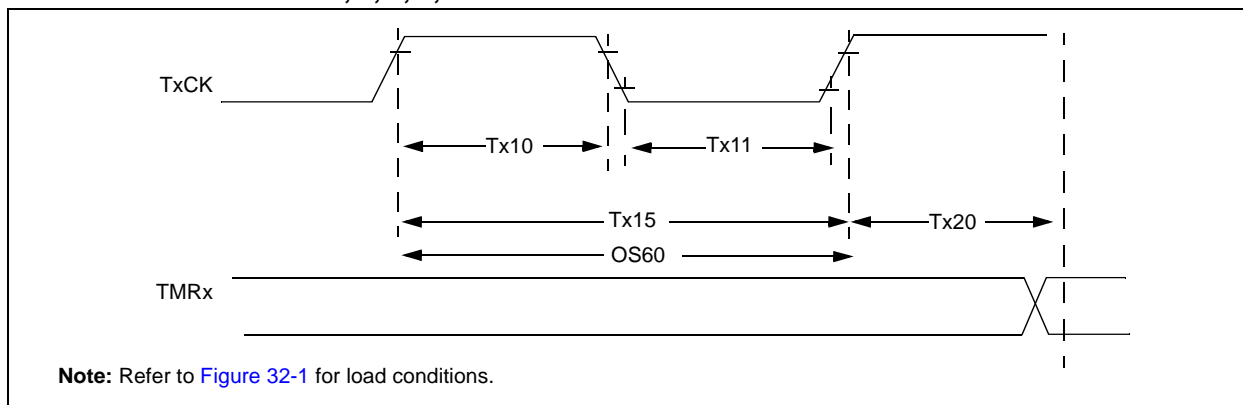 TxCK
Tx10
Tx11
Tx15
Tx20
OS60
TMRx
Note: Refer to Figure 32-1 for load conditions.